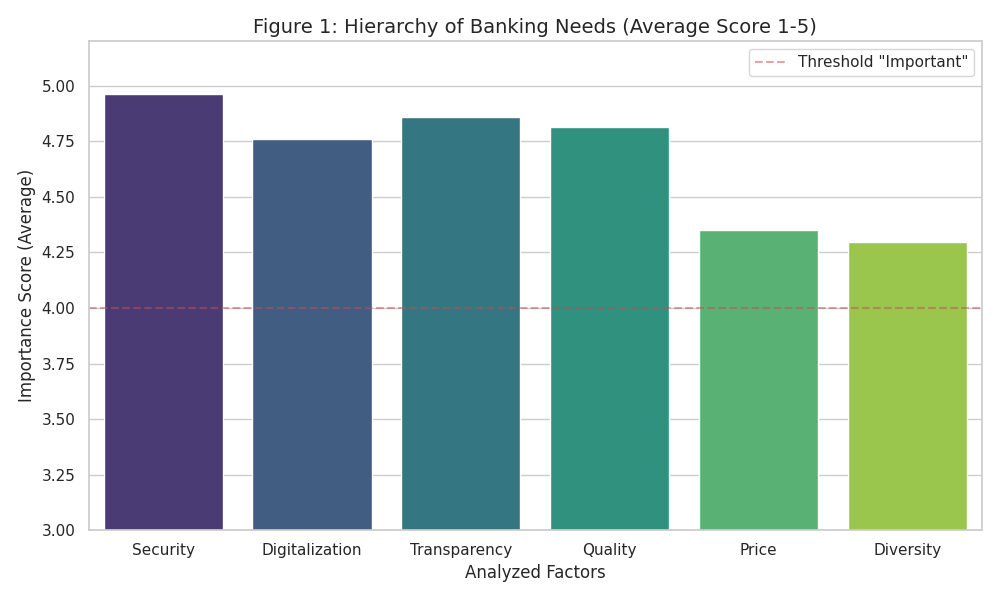 Figure 1: Hierarchy of Banking Needs (Average Score 1-5)
Threshold "Important"
Importance Score (Average)
5.00
4.75
4.50
4.25
4.00
3.75
3.50
3.25
3.00
Security
Digitalization
Transparency
Quality
Price
Diversity
Analyzed Factors